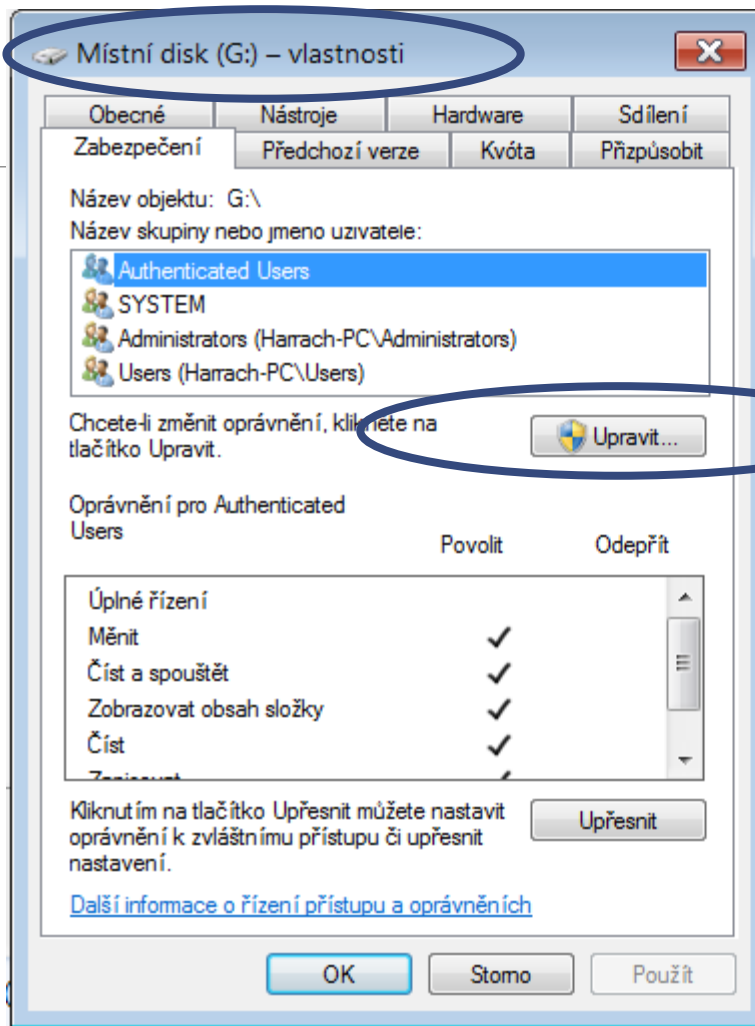 Místní disk (G:) – vlastnosti
Obecné Nástroje Hardware Sdílení
Zabezpečení Předchozí verze Kvóta Přizpůsobit
Název objektu: G:\
Název skupiny nebo jmeno uzivatele:
Authenticated Users
SYSTEM
Administrators (Harrach-PC\Administrators)
Users (Harrach-PC\Users)
Chcete-li změnit oprávnění, klikněte na
tlačítko Upravit.
Upravit...
Oprávnění pro Authenticated
Users
Povolit Odepřít
Úplné řízení
Měnit
Číst a spouštět
Zobrazovat obsah složky
Číst
Kliknutím na tlačítko Upřesnit můžete nastavit
oprávnění k zvláštnímu přístupu či upřesnit
nastavení.
Upřesnit
Další informace o řízení přístupu a oprávněních
OK Storno Použít